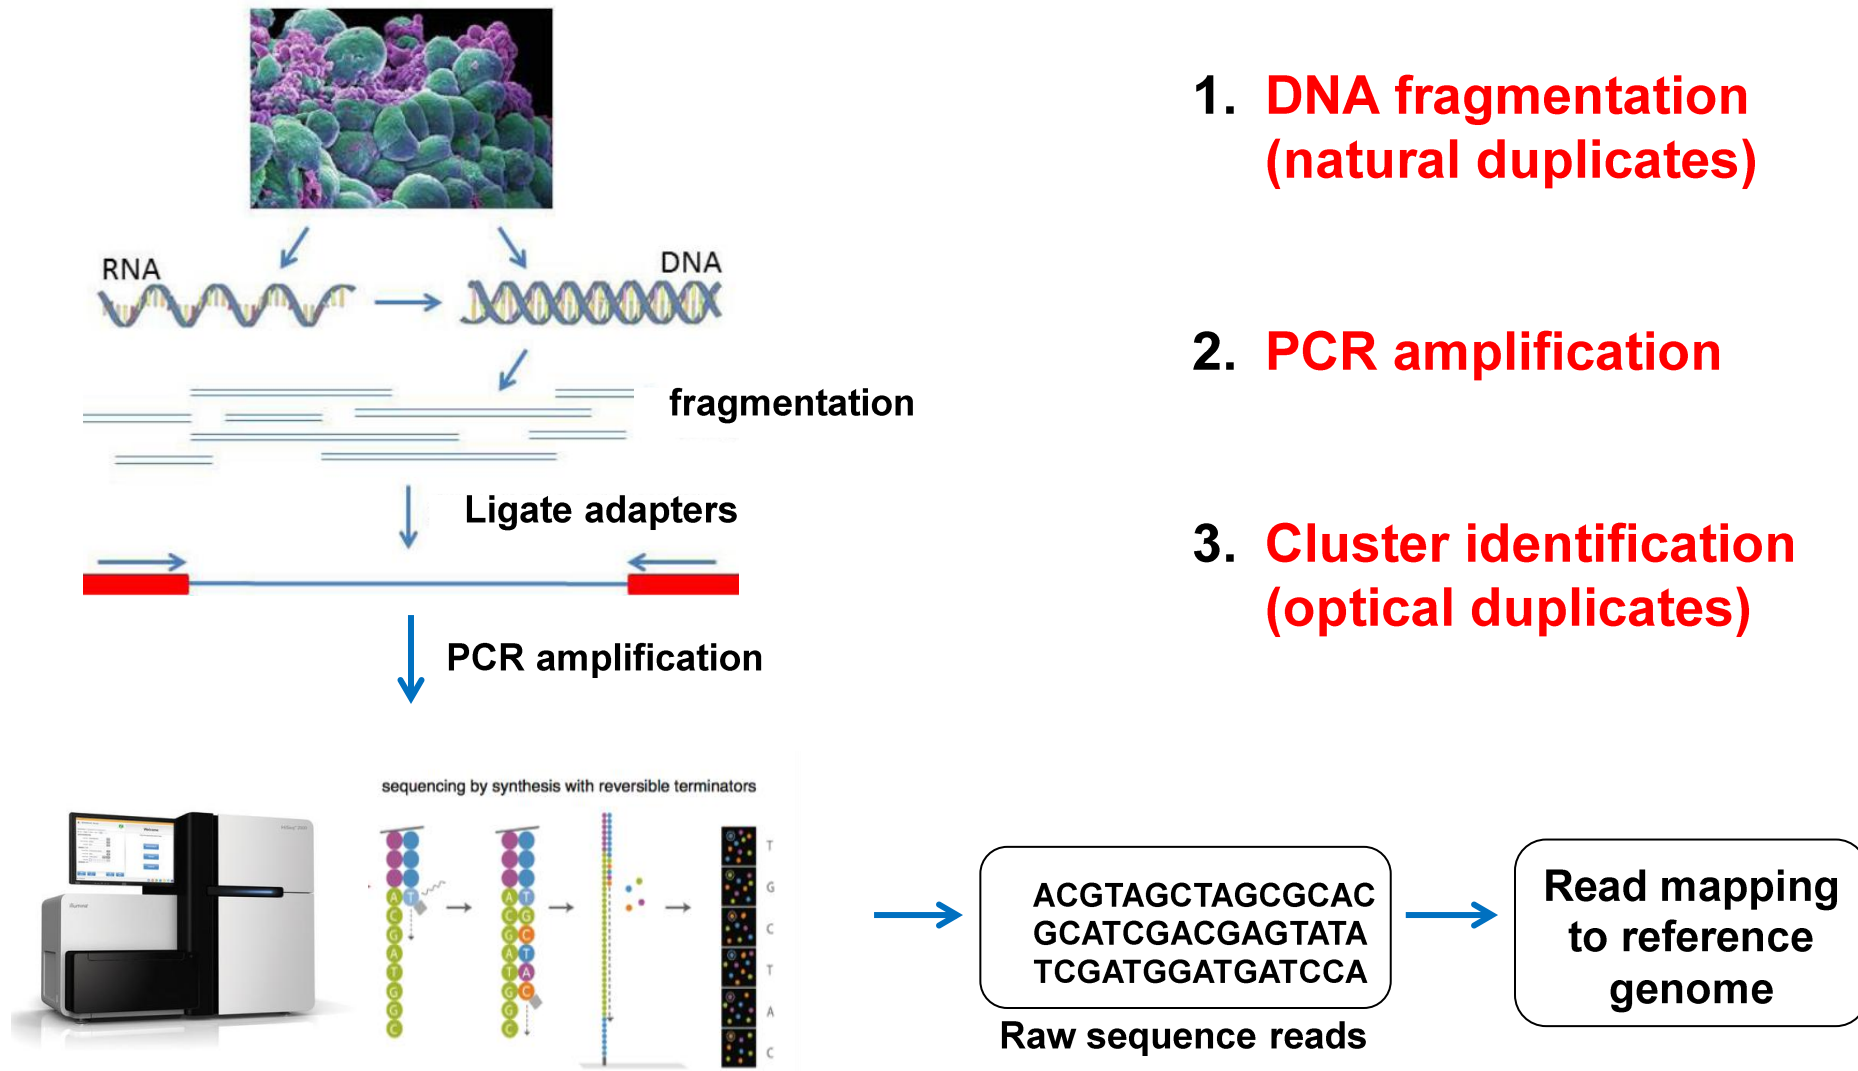 1. DNA fragmentation
(natural duplicates)
2. PCR amplification
3. Cluster identification
(optical duplicates)
RNA
DNA
fragmentation
Ligate adapters
PCR amplification
sequencing by synthesis with reversible terminators
T
A
C
G
A
T
G
G
C
A
C
G
A
T
G
G
C
T
G
C
T
A
C
T
G
C
T
A
C
ACGTAGCTAGCGCAC
GCATCGACGAGTATA
TCGATGGATGATCCA
Raw sequence reads
Read mapping
to reference
genome